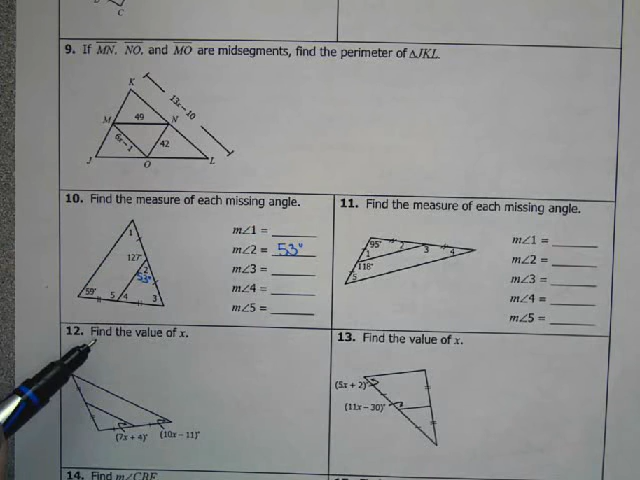 C
9. If MN, NO, and MO are midsegments, find the perimeter of △JKL.
K
13x – 10
M
49
N
6x – 1
42
J
O
L
10. Find the measure of each missing angle.
1
127°
2
53°
59°
5
4
3
m∠1 =
m∠2 = 53°
m∠3 =
m∠4 =
m∠5 =
11. Find the measure of each missing angle.
95°
2
3
4
1
118°
5
m∠1 =
m∠2 =
m∠3 =
m∠4 =
m∠5 =
12. Find the value of x.
(7x + 4)°
(10x – 11)°
13. Find the value of x.
(5x + 2)°
(11x – 30)°
14. Find m∠CBF